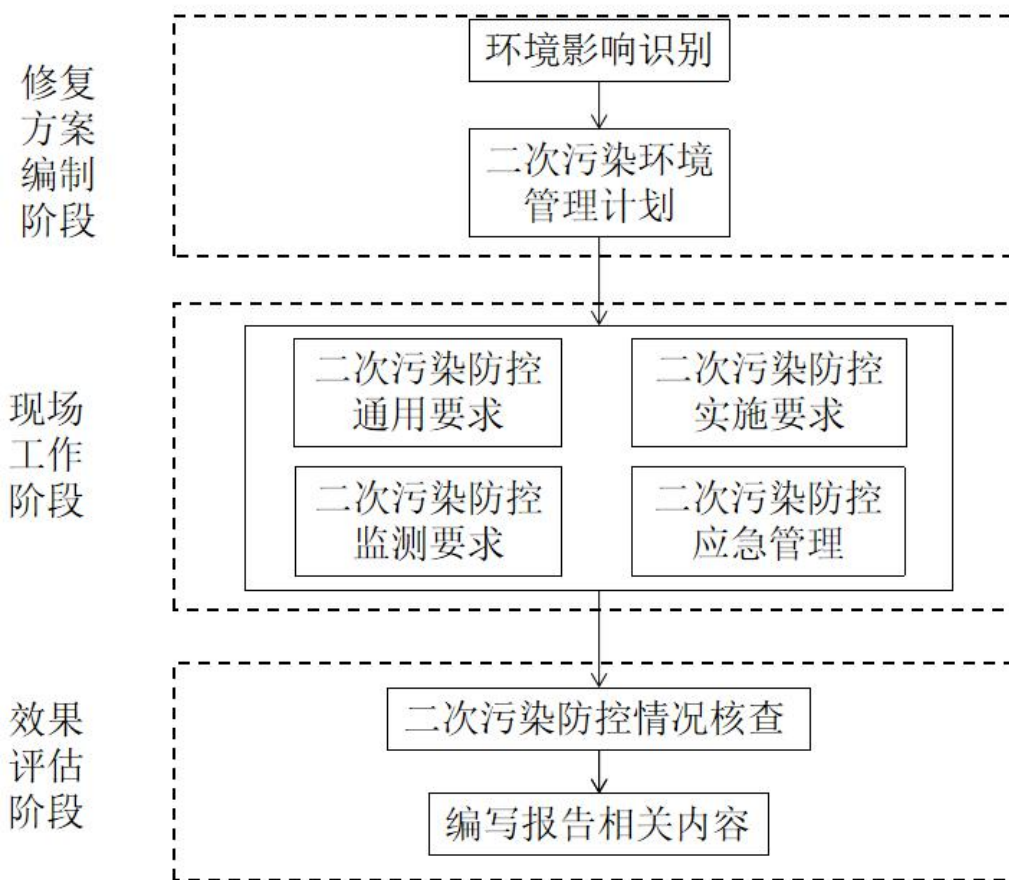 修复
方案
编制
阶段
环境影响识别
二次污染环境
管理计划
现场
工作
阶段
二次污染防控
通用要求
二次污染防控
实施要求
二次污染防控
监测要求
二次污染防控
应急管理
效果
评估
阶段
二次污染防控情况核查
编写报告相关内容